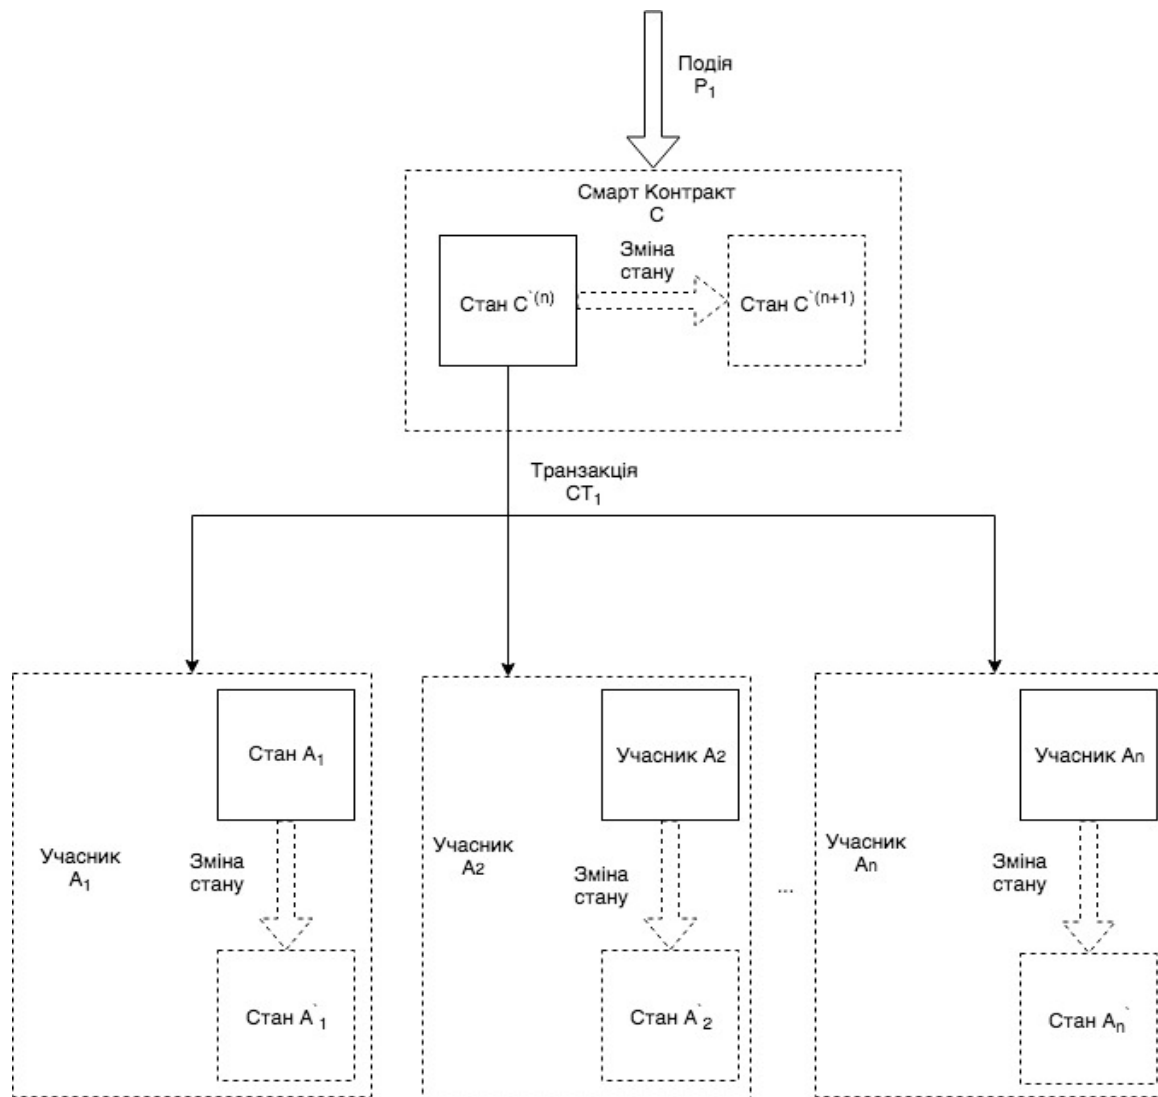 Подія
P₁
Смарт Контракт
C
Зміна
стану
Стан C`⁽ⁿ⁾
Стан C`⁽ⁿ⁺¹⁾
Транзакція
CT₁
Стан A₁
Учасник A2
Учасник An
Учасник
A₁
Зміна
стану
Учасник
A2
Зміна
стану
...
Учасник
An
Зміна
стану
Стан A`₁
Стан A`₂
Стан Aₙ`